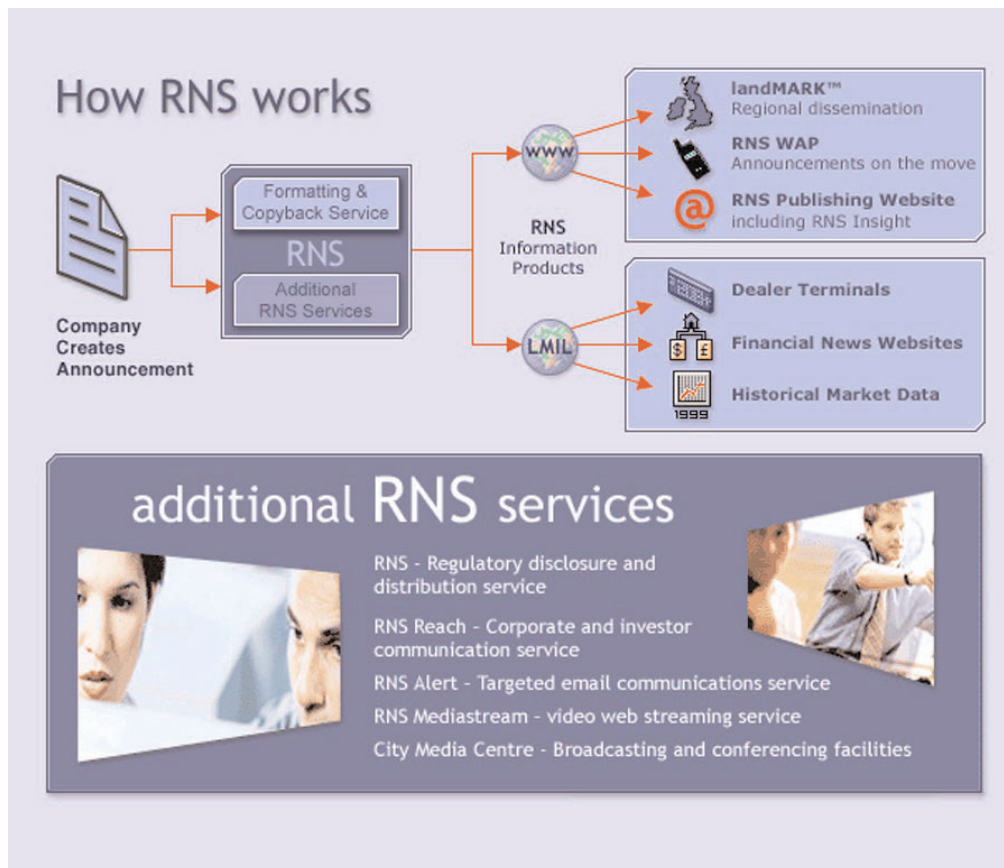 How RNS works
Company
Creates
Announcement
Formatting &
Copyback Service
RNS
Additional
RNS Services
WWW
RNS
Information
Products
LMIL
landMARK™
Regional dissemination
RNS WAP
Announcements on the move
@
RNS Publishing Website
including RNS Insight
Dealer Terminals
$ £
Financial News Websites
1999
Historical Market Data
additional RNS services
RNS - Regulatory disclosure and
distribution service
RNS Reach – Corporate and investor
communication service
RNS Alert – Targeted email communications service
RNS Mediastream – video web streaming service
City Media Centre - Broadcasting and conferencing facilities